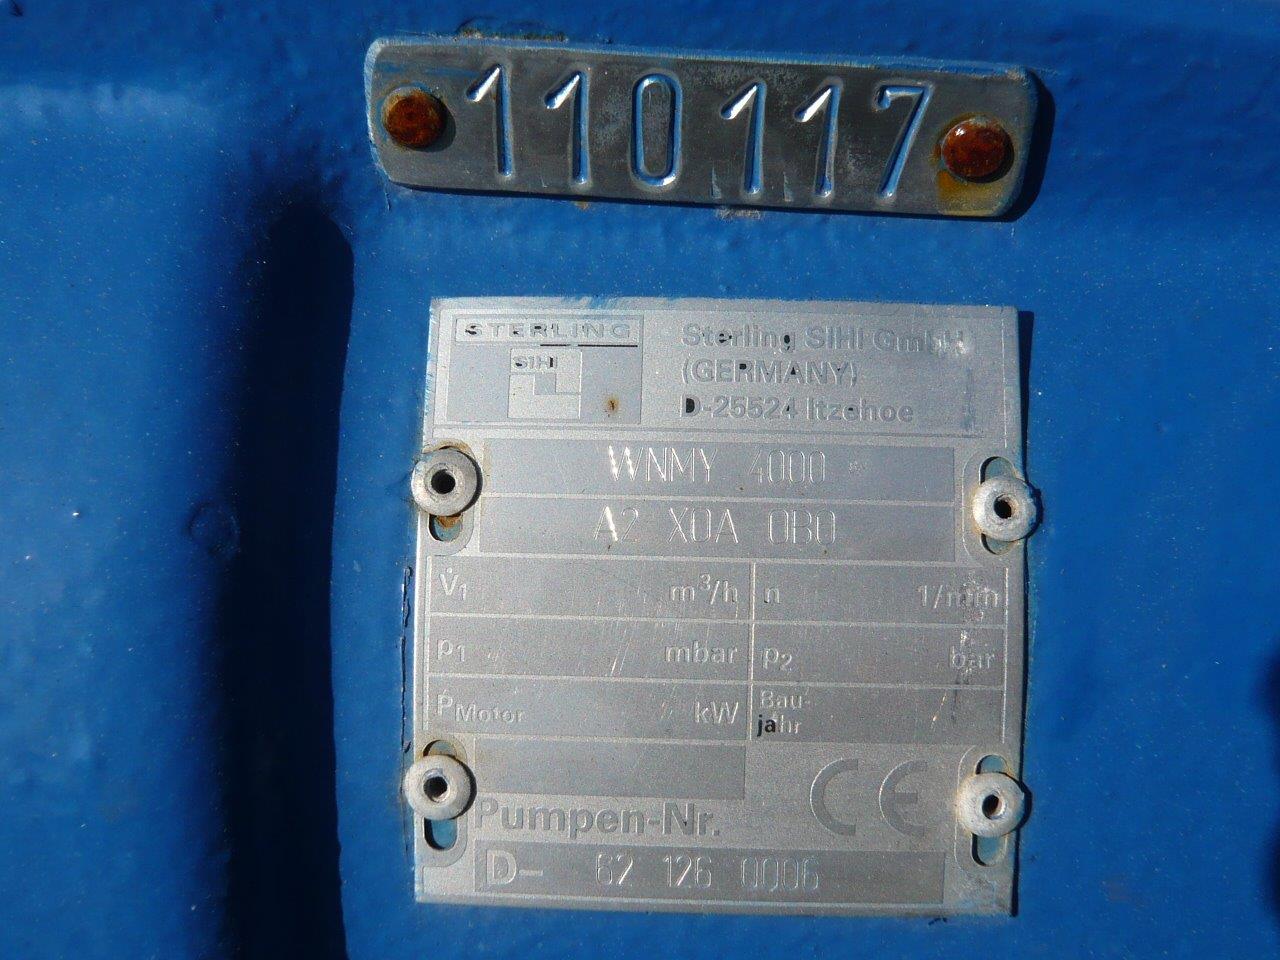 110117
STERLING
SIHI
Sterling SIHI GmbH
(GERMANY)
D-25524 Itzehoe
WNMY 4000
A2 X0A 0B0
V̇1 m³/h n 1/min
p1 mbar p2 bar
PMotor kW Bau-
jahr
CE
Pumpen-Nr.
D- 62 126 0006